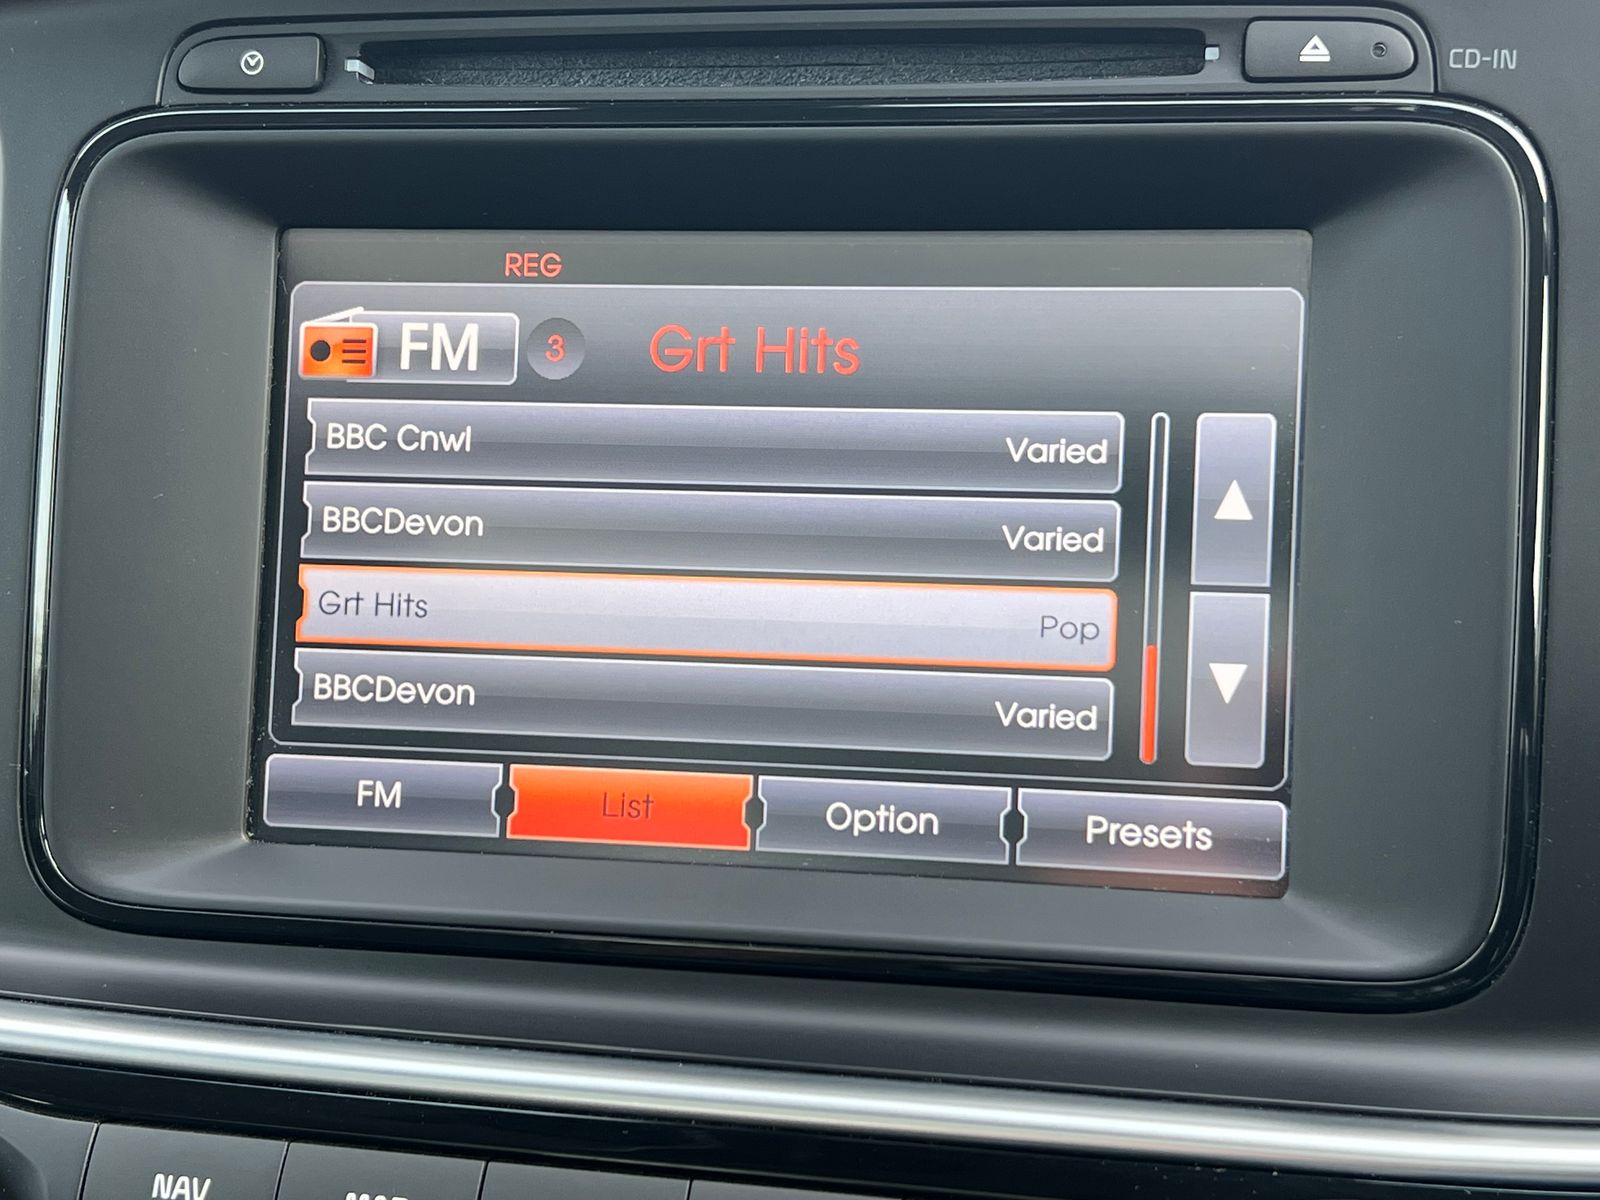 CD-IN
REG
FM 3 Grt Hits
BBC Cnwl Varied
BBCDevon Varied
Grt Hits Pop
BBCDevon Varied
FM List Option Presets
NAV